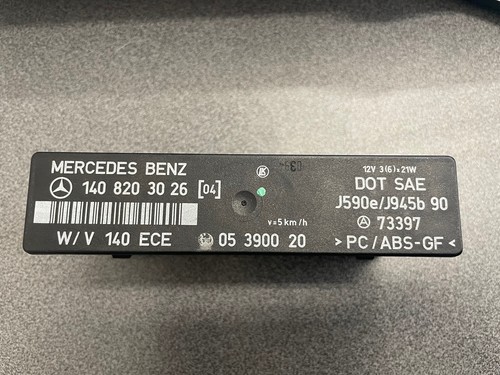 MERCEDES BENZ
140 820 30 26 [04]
W/V 140 ECE
v=5km/h
05 3900 20
12V 3(6)x21W
DOT SAE
J590e/J945b 90
73397
> PC/ABS-GF <